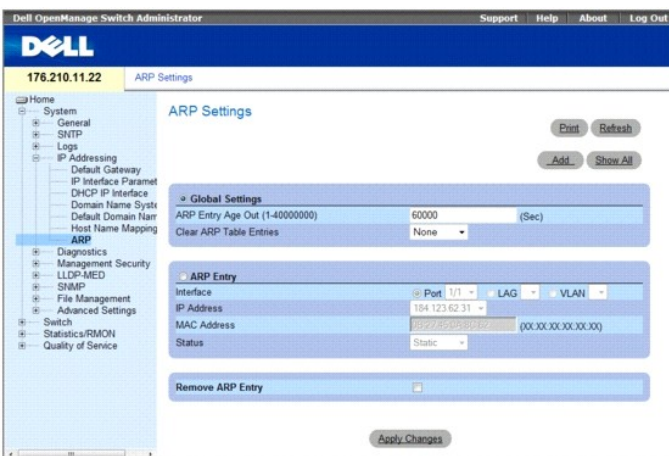 Dell OpenManage Switch Administrator
Support Help About Log Out
DELL
176.210.11.22
ARP Settings
Home
System
General
SNTP
Logs
IP Addressing
Default Gateway
IP Interface Paramet
DHCP IP Interface
Domain Name Syste
Default Domain Nam
Host Name Mapping
ARP
Diagnostics
Management Security
LLDP-MED
SNMP
File Management
Advanced Settings
Switch
Statistics/RMON
Quality of Service
ARP Settings
Print Refresh
Add Show All
Global Settings
ARP Entry Age Out (1-40000000) 60000 (Sec)
Clear ARP Table Entries None
ARP Entry
Interface Port 1/1 LAG VLAN
IP Address 184.123.62.31
MAC Address (XX:XX:XX:XX:XX:XX)
Status Static
Remove ARP Entry
Apply Changes